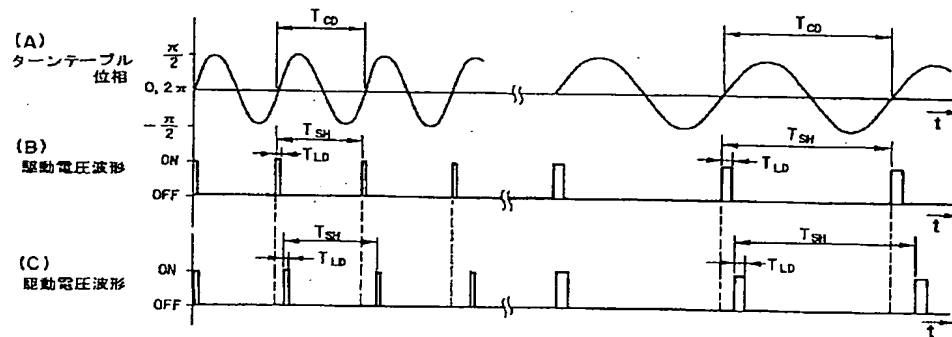 (A)
ターンテーブル
位相
π/2
0, 2π
-π/2
T_CD
T_CD
t
(B)
駆動電圧波形
ON
OFF
T_SH
T_LD
T_SH
T_LD
t
(C)
駆動電圧波形
ON
OFF
T_SH
T_LD
T_SH
T_LD
t